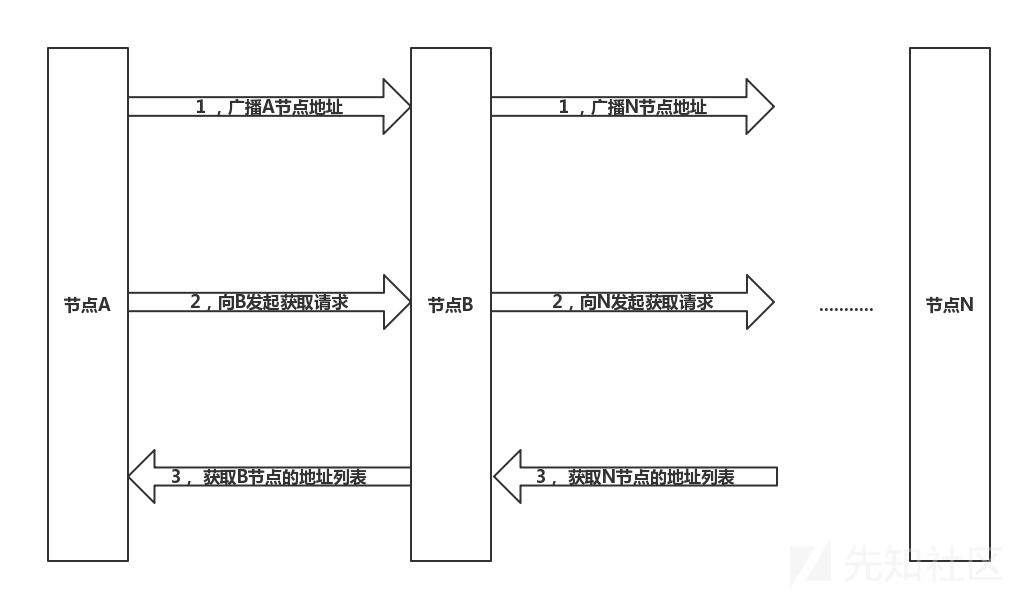 1 ，广播A节点地址
1 ，广播N节点地址
节点A
2，向B发起获取请求
节点B
2，向N发起获取请求
...........
节点N
3， 获取B节点的地址列表
3， 获取N节点的地址列表
先知社区